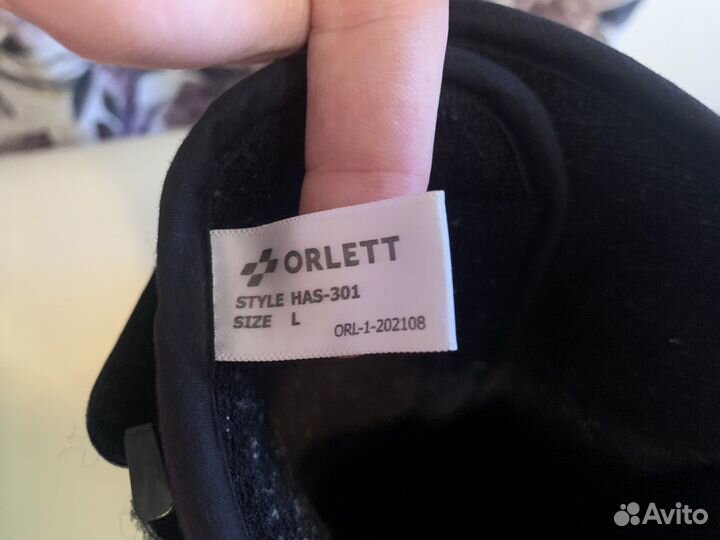 ORLETT
STYLE HAS-301
SIZE L
ORL-1-202108
Avito